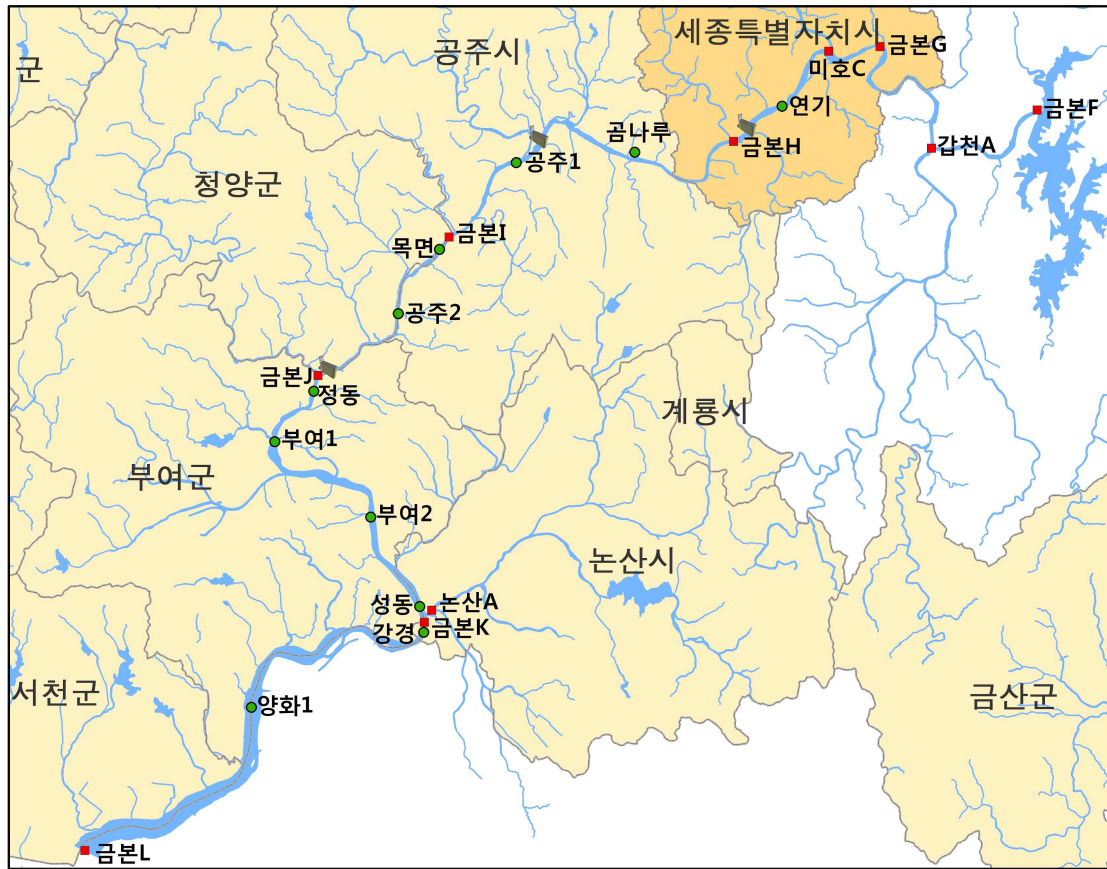 세종특별자치시
금본G
공주시
미호C
군
연기
금본F
곰나루
금본H
갑천A
공주1
청양군
금본I
목면
공주2
금본J
정동
계룡시
부여1
부여군
부여2
논산시
성동
논산A
금본K
강경
서천군
양화1
금산군
금본L